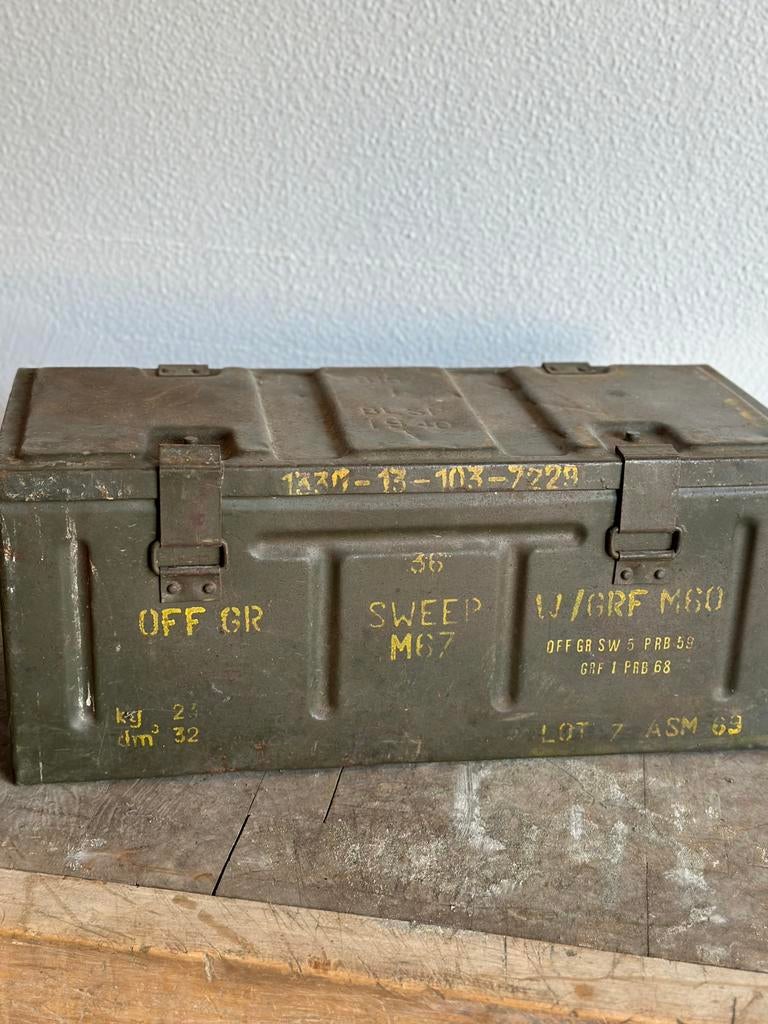 1940
1330-13-103-7229
36
OFF GR
SWEEP
M67
W/GRF M60
OFF GR SW 5 PRB 59
GRF 1 PRB 68
kg
dm³ 32
LOT 7 ASM 69